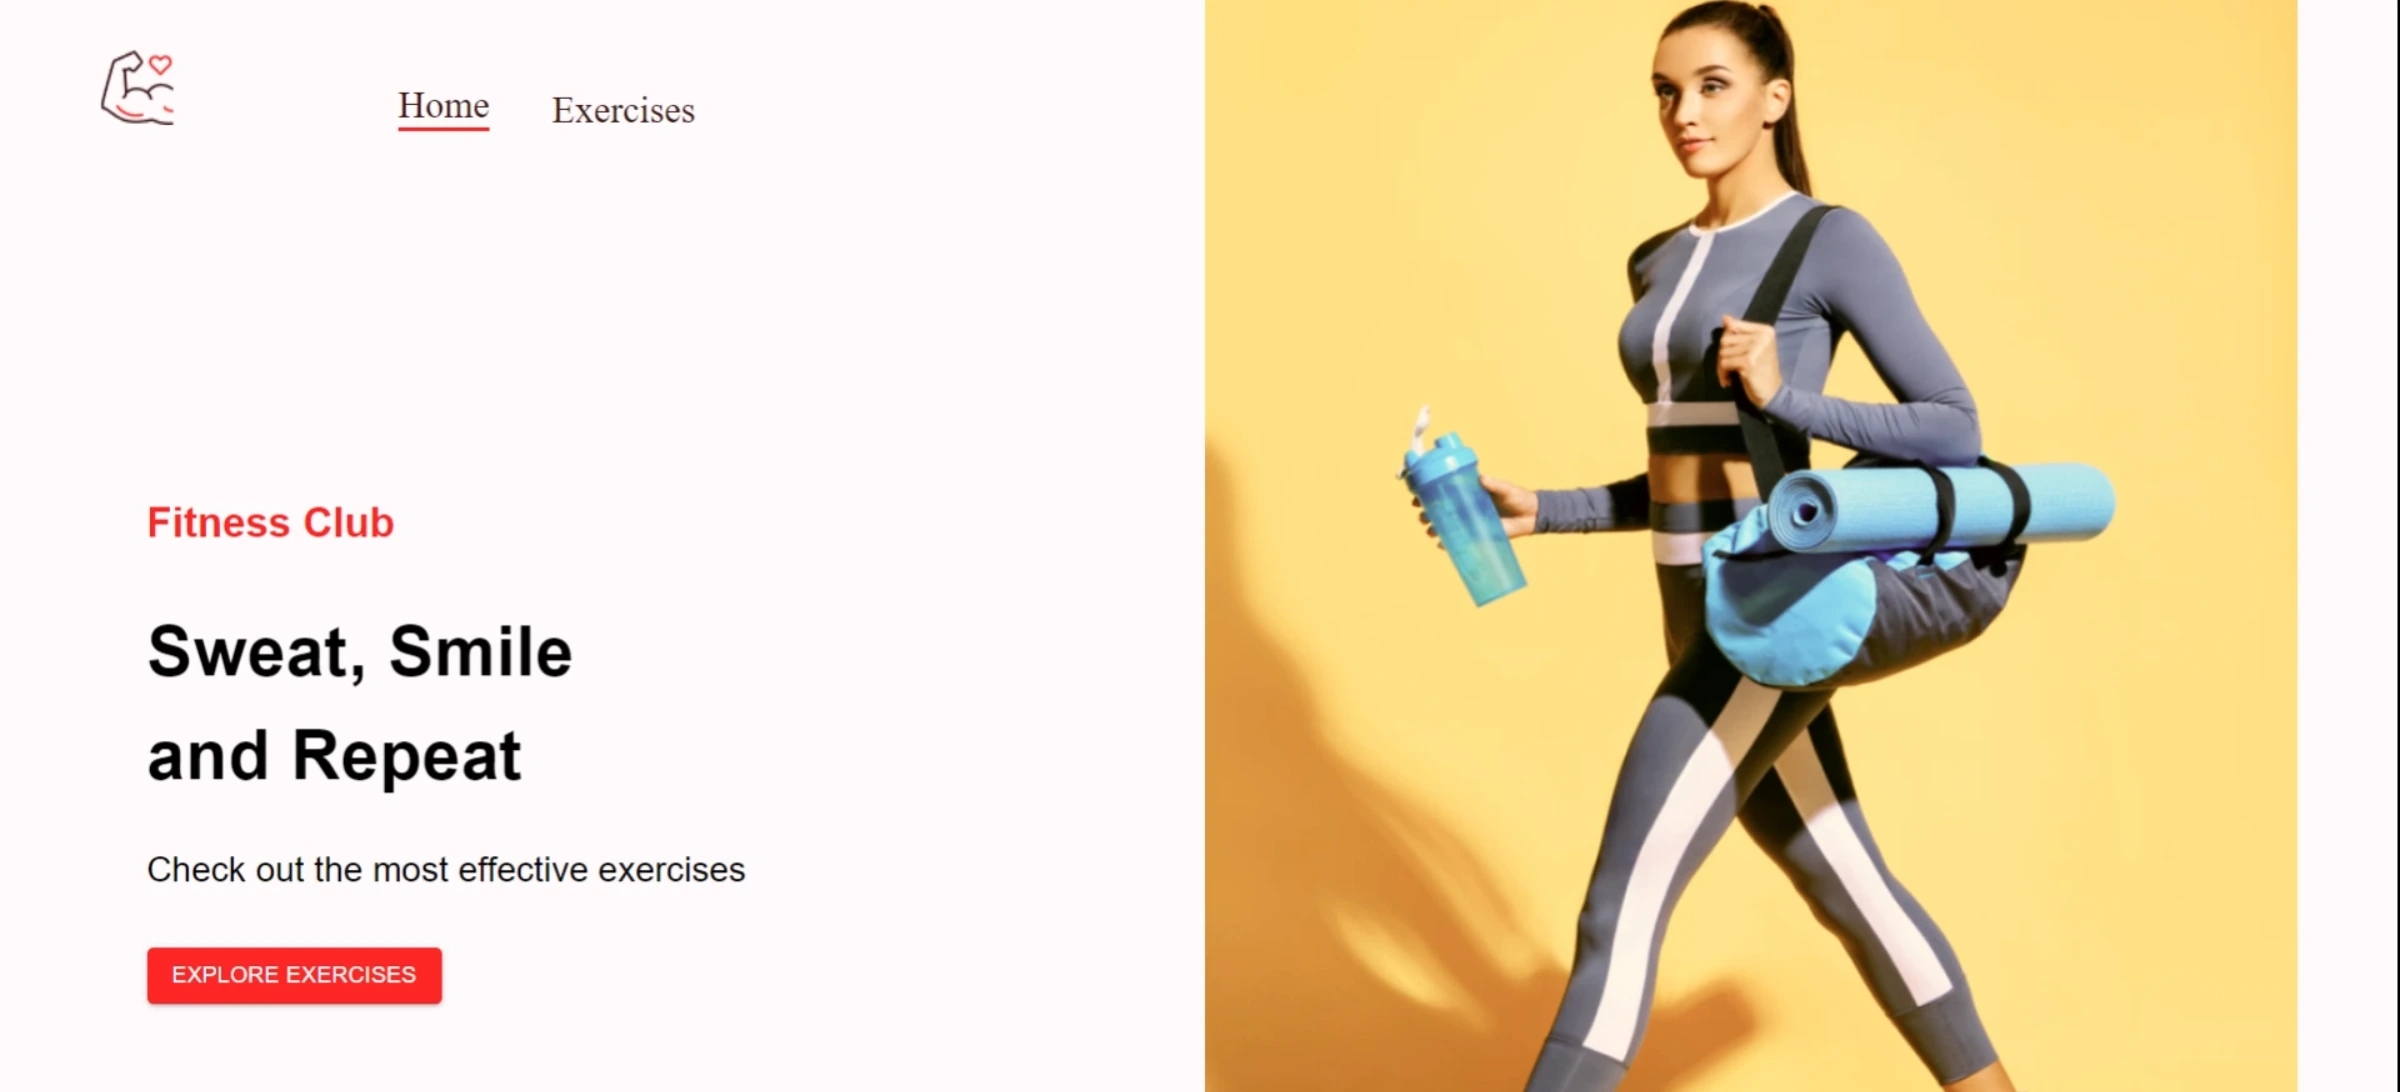 Home Exercises
Fitness Club
Sweat, Smile
and Repeat
Check out the most effective exercises
EXPLORE EXERCISES